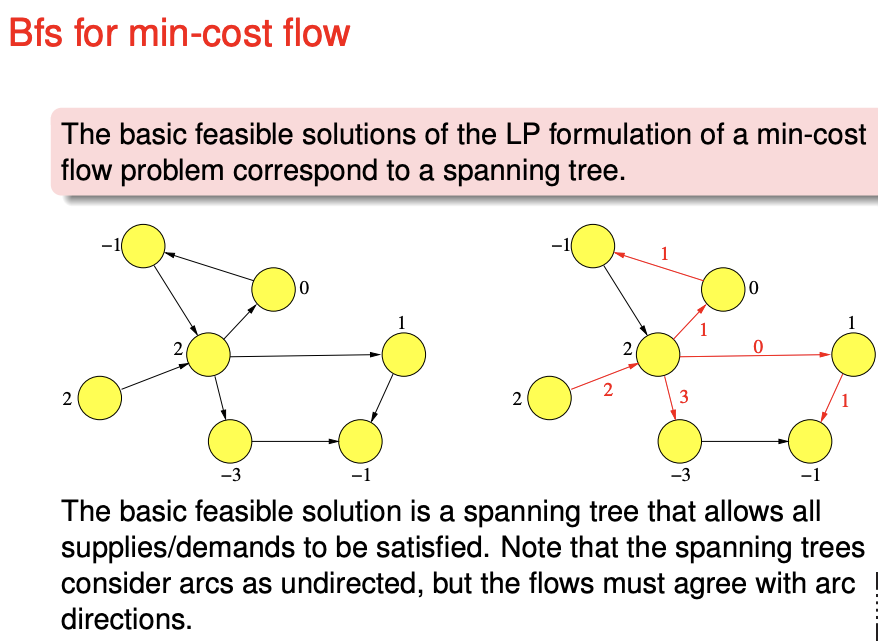 Bfs for min-cost flow
The basic feasible solutions of the LP formulation of a min-cost
flow problem correspond to a spanning tree.
−1
0
2
1
2
−3
−1
−1
1
0
1
2
0
1
2
2
3
1
−3
−1
The basic feasible solution is a spanning tree that allows all
supplies/demands to be satisfied. Note that the spanning trees
consider arcs as undirected, but the flows must agree with arc
directions.